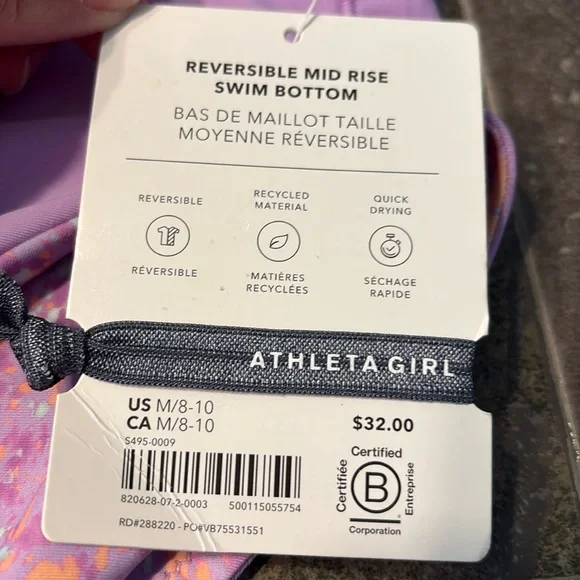 REVERSIBLE MID RISE
SWIM BOTTOM
BAS DE MAILLOT TAILLE
MOYENNE RÉVERSIBLE
REVERSIBLE
RÉVERSIBLE
RECYCLED
MATERIAL
MATIÈRES
RECYCLÉES
QUICK
DRYING
SÉCHAGE
RAPIDE
ATHLETA GIRL
US M/8-10
CA M/8-10
$32.00
S495-0009
820628-07-2-0003 500115055754
RD#288220 - PO#VB75531551
Certified
Certifiée
B
Entreprise
Corporation